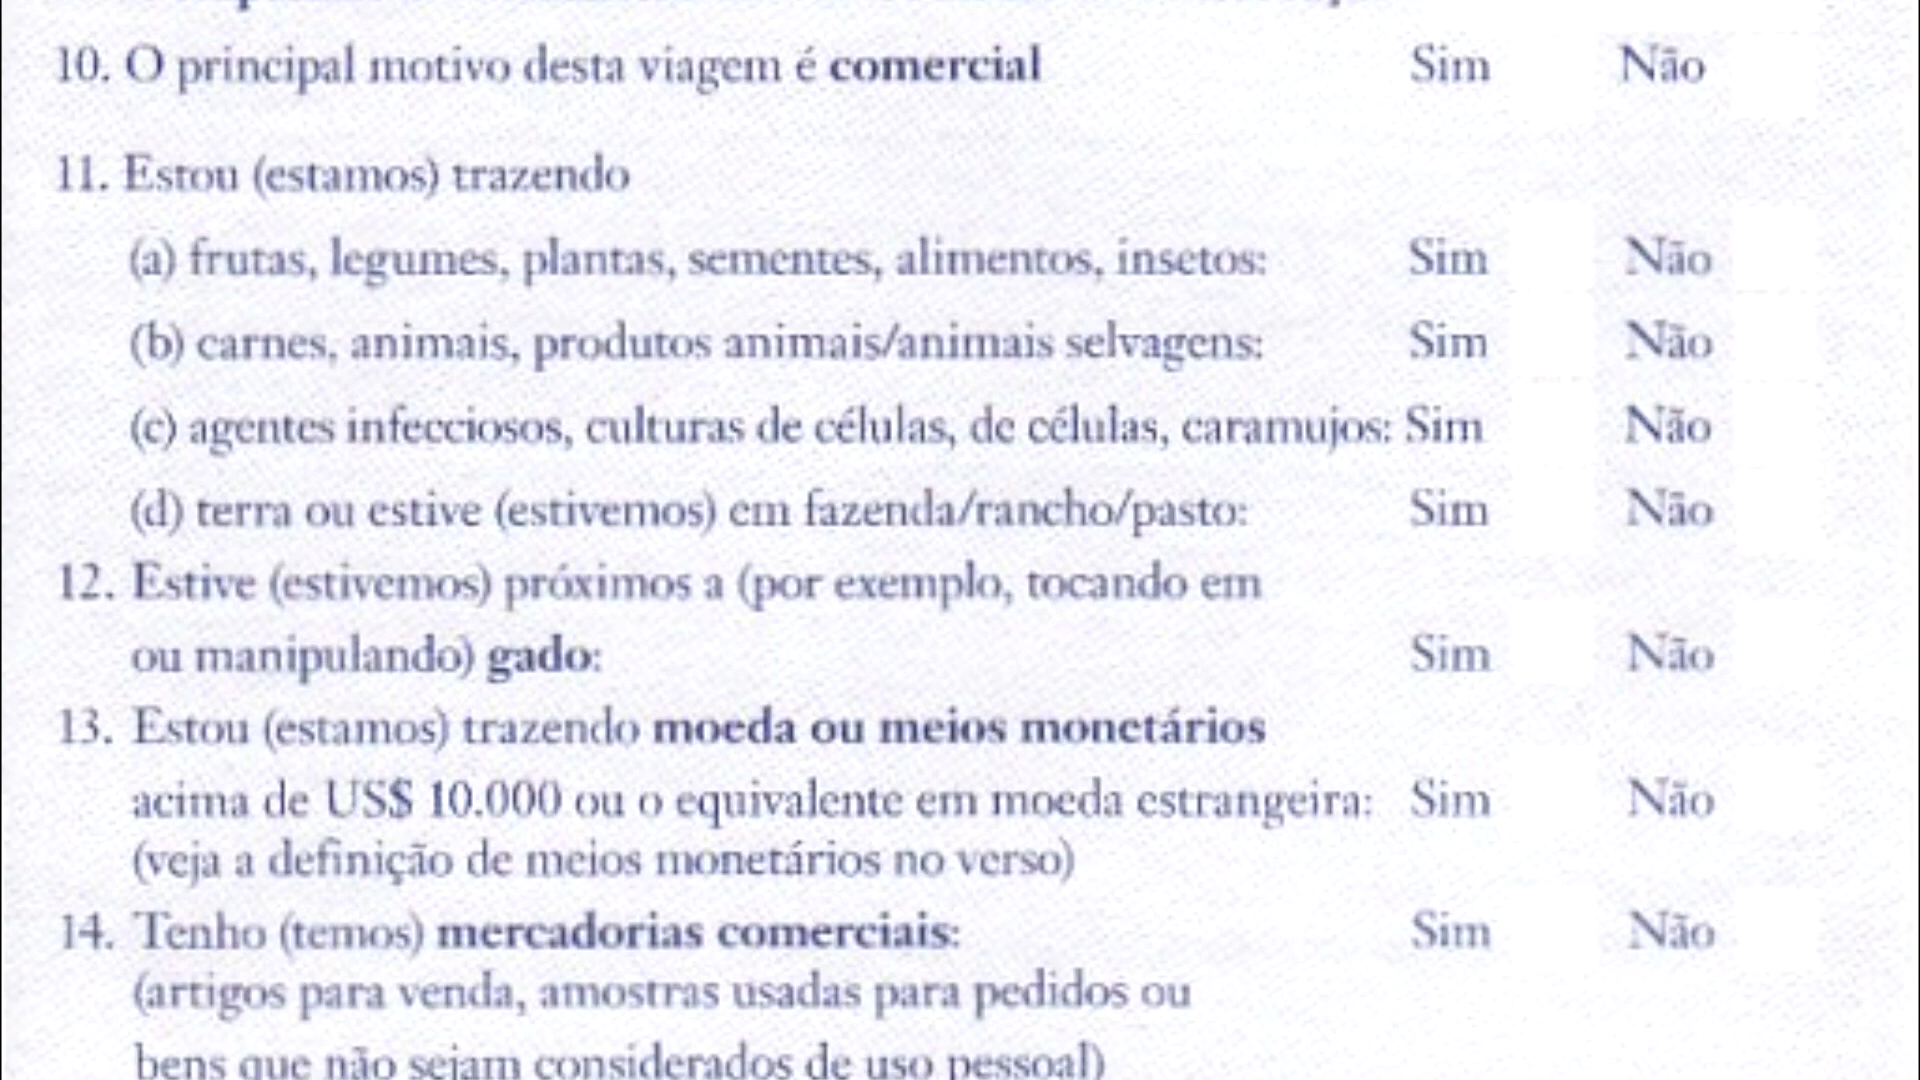 10. O principal motivo desta viagem é comercial Sim Não
11. Estou (estamos) trazendo
(a) frutas, legumes, plantas, sementes, alimentos, insetos: Sim Não
(b) carnes, animais, produtos animais/animais selvagens: Sim Não
(c) agentes infecciosos, culturas de células, de células, caramujos: Sim Não
(d) terra ou estive (estivemos) em fazenda/rancho/pasto: Sim Não
12. Estive (estivemos) próximos a (por exemplo, tocando em
ou manipulando) gado: Sim Não
13. Estou (estamos) trazendo moeda ou meios monetários
acima de US$ 10.000 ou o equivalente em moeda estrangeira: Sim Não
(veja a definição de meios monetários no verso)
14. Tenho (temos) mercadorias comerciais: Sim Não
(artigos para venda, amostras usadas para pedidos ou
bens que não sejam considerados de uso pessoal)